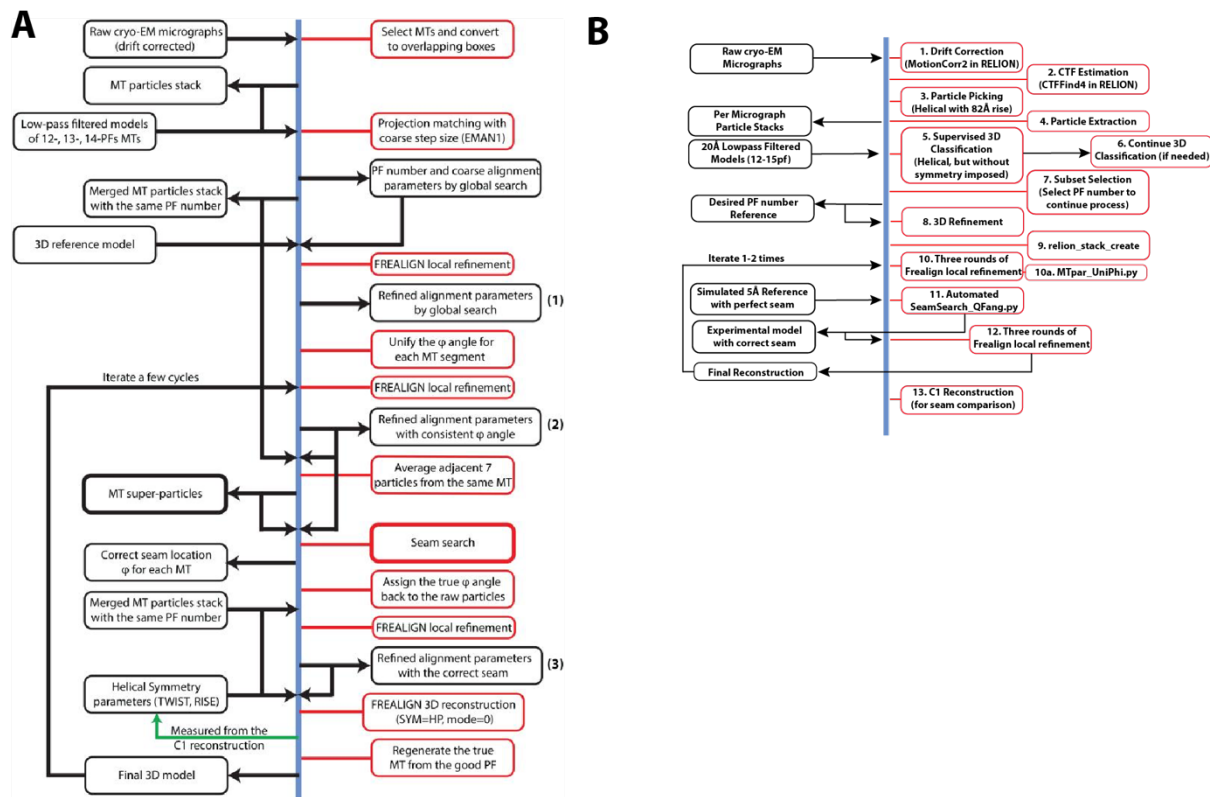 A
Raw cryo-EM micrographs
(drift corrected)
Select MTs and convert
to overlapping boxes
MT particles stack
Low-pass filtered models
of 12-, 13-, 14-PFs MTs
Projection matching with
coarse step size (EMAN1)
PF number and coarse alignment
parameters by global search
Merged MT particles stack
with the same PF number
3D reference model
FREALIGN local refinement
Refined alignment parameters
by global search
(1)
Unify the φ angle for
each MT segment
Iterate a few cycles
FREALIGN local refinement
Refined alignment parameters
with consistent φ angle
(2)
Average adjacent 7
particles from the same MT
MT super-particles
Seam search
Correct seam location
φ for each MT
Assign the true φ angle
back to the raw particles
Merged MT particles stack
with the same PF number
FREALIGN local refinement
Refined alignment parameters
with the correct seam
(3)
Helical Symmetry
parameters (TWIST, RISE)
FREALIGN 3D reconstruction
(SYM=HP, mode=0)
Measured from the
C1 reconstruction
Regenerate the true
MT from the good PF
Final 3D model
B
Raw cryo-EM
Micrographs
1. Drift Correction
(MotionCorr2 in RELION)
2. CTF Estimation
(CTFFind4 in RELION)
3. Particle Picking
(Helical with 82Å rise)
Per Micrograph
Particle Stacks
4. Particle Extraction
20Å Lowpass Filtered
Models (12-15pf)
5. Supervised 3D
Classification
(Helical, but without
symmetry imposed)
6. Continue 3D
Classification (if needed)
7. Subset Selection
(Select PF number to
continue process)
Desired PF number
Reference
8. 3D Refinement
9. relion_stack_create
Iterate 1-2 times
10. Three rounds of
Frealign local refinement
10a. MTpar_UniPhi.py
Simulated 5Å Reference
with perfect seam
11. Automated
SeamSearch_QFang.py
Experimental model
with correct seam
12. Three rounds of
Frealign local refinement
Final Reconstruction
13. C1 Reconstruction
(for seam comparison)